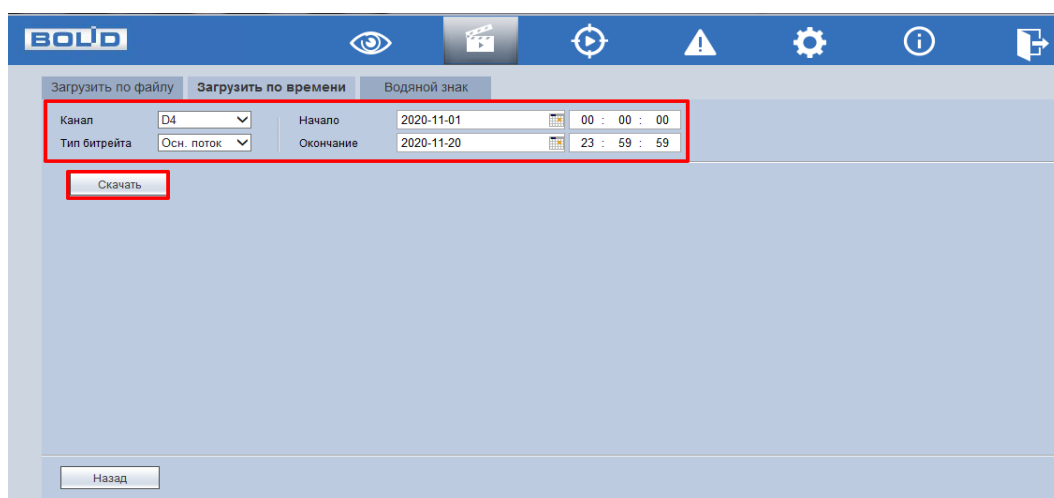 BOLID
Загрузить по файлу Загрузить по времени Водяной знак
Канал D4 Начало 2020-11-01 00 : 00 : 00
Тип битрейта Осн. поток Окончание 2020-11-20 23 : 59 : 59
Скачать
Назад